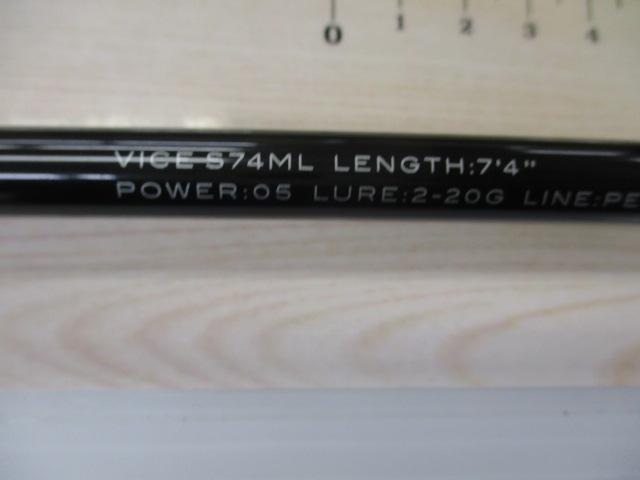 0 1 2 3 4
VICE S74ML LENGTH:7'4"
POWER:05 LURE:2-20G LINE:PE